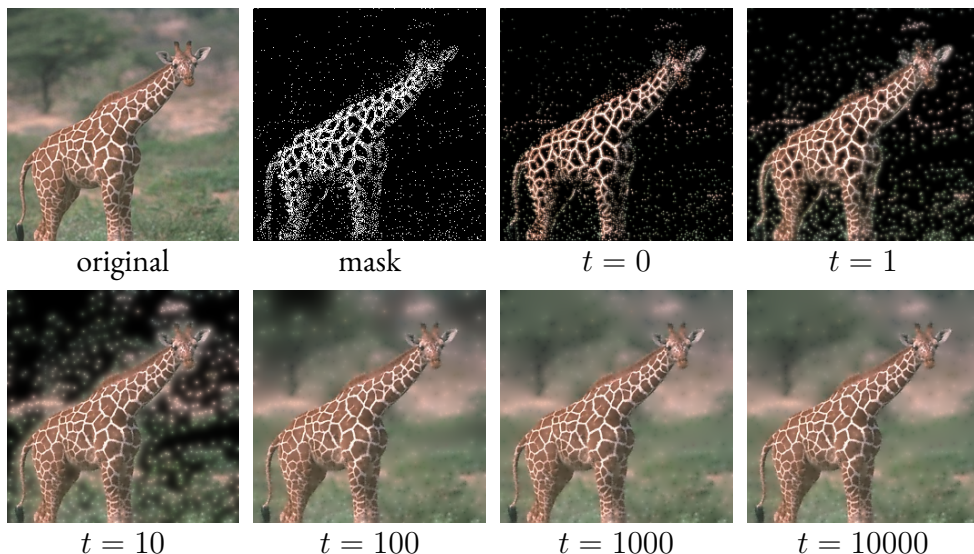 original
mask
t = 0
t = 1
t = 10
t = 100
t = 1000
t = 10000